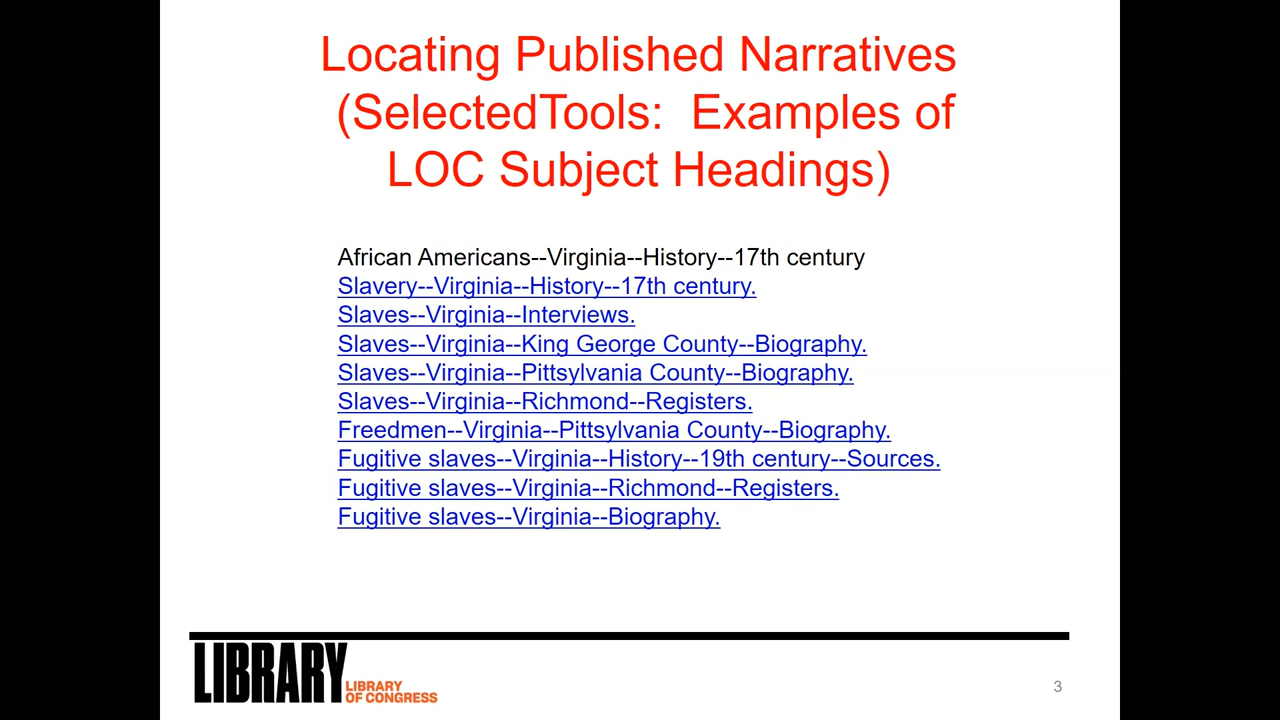 Locating Published Narratives
(SelectedTools:  Examples of
LOC Subject Headings)
African Americans--Virginia--History--17th century
Slavery--Virginia--History--17th century.
Slaves--Virginia--Interviews.
Slaves--Virginia--King George County--Biography.
Slaves--Virginia--Pittsylvania County--Biography.
Slaves--Virginia--Richmond--Registers.
Freedmen--Virginia--Pittsylvania County--Biography.
Fugitive slaves--Virginia--History--19th century--Sources.
Fugitive slaves--Virginia--Richmond--Registers.
Fugitive slaves--Virginia--Biography.
LIBRARY
LIBRARY
OF CONGRESS
3